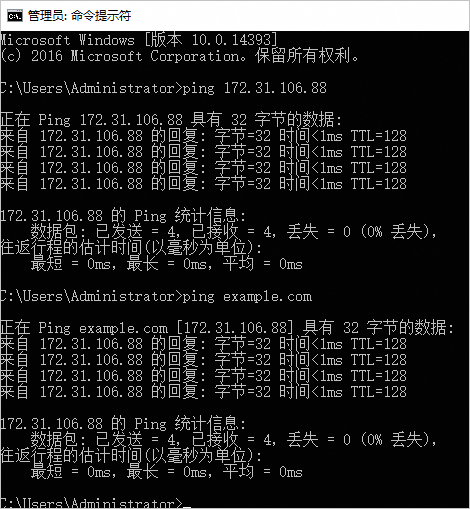 管理员: 命令提示符
Microsoft Windows [版本 10.0.14393]
(c) 2016 Microsoft Corporation。保留所有权利。
C:\Users\Administrator>ping 172.31.106.88
正在 Ping 172.31.106.88 具有 32 字节的数据:
来自 172.31.106.88 的回复: 字节=32 时间<1ms TTL=128
来自 172.31.106.88 的回复: 字节=32 时间<1ms TTL=128
来自 172.31.106.88 的回复: 字节=32 时间<1ms TTL=128
来自 172.31.106.88 的回复: 字节=32 时间<1ms TTL=128
172.31.106.88 的 Ping 统计信息:
数据包: 已发送 = 4，已接收 = 4，丢失 = 0 (0% 丢失)，
往返行程的估计时间(以毫秒为单位):
最短 = 0ms，最长 = 0ms，平均 = 0ms
C:\Users\Administrator>ping example.com
正在 Ping example.com [172.31.106.88] 具有 32 字节的数据:
来自 172.31.106.88 的回复: 字节=32 时间<1ms TTL=128
来自 172.31.106.88 的回复: 字节=32 时间<1ms TTL=128
来自 172.31.106.88 的回复: 字节=32 时间<1ms TTL=128
来自 172.31.106.88 的回复: 字节=32 时间<1ms TTL=128
172.31.106.88 的 Ping 统计信息:
数据包: 已发送 = 4，已接收 = 4，丢失 = 0 (0% 丢失)，
往返行程的估计时间(以毫秒为单位):
最短 = 0ms，最长 = 0ms，平均 = 0ms
C:\Users\Administrator>_